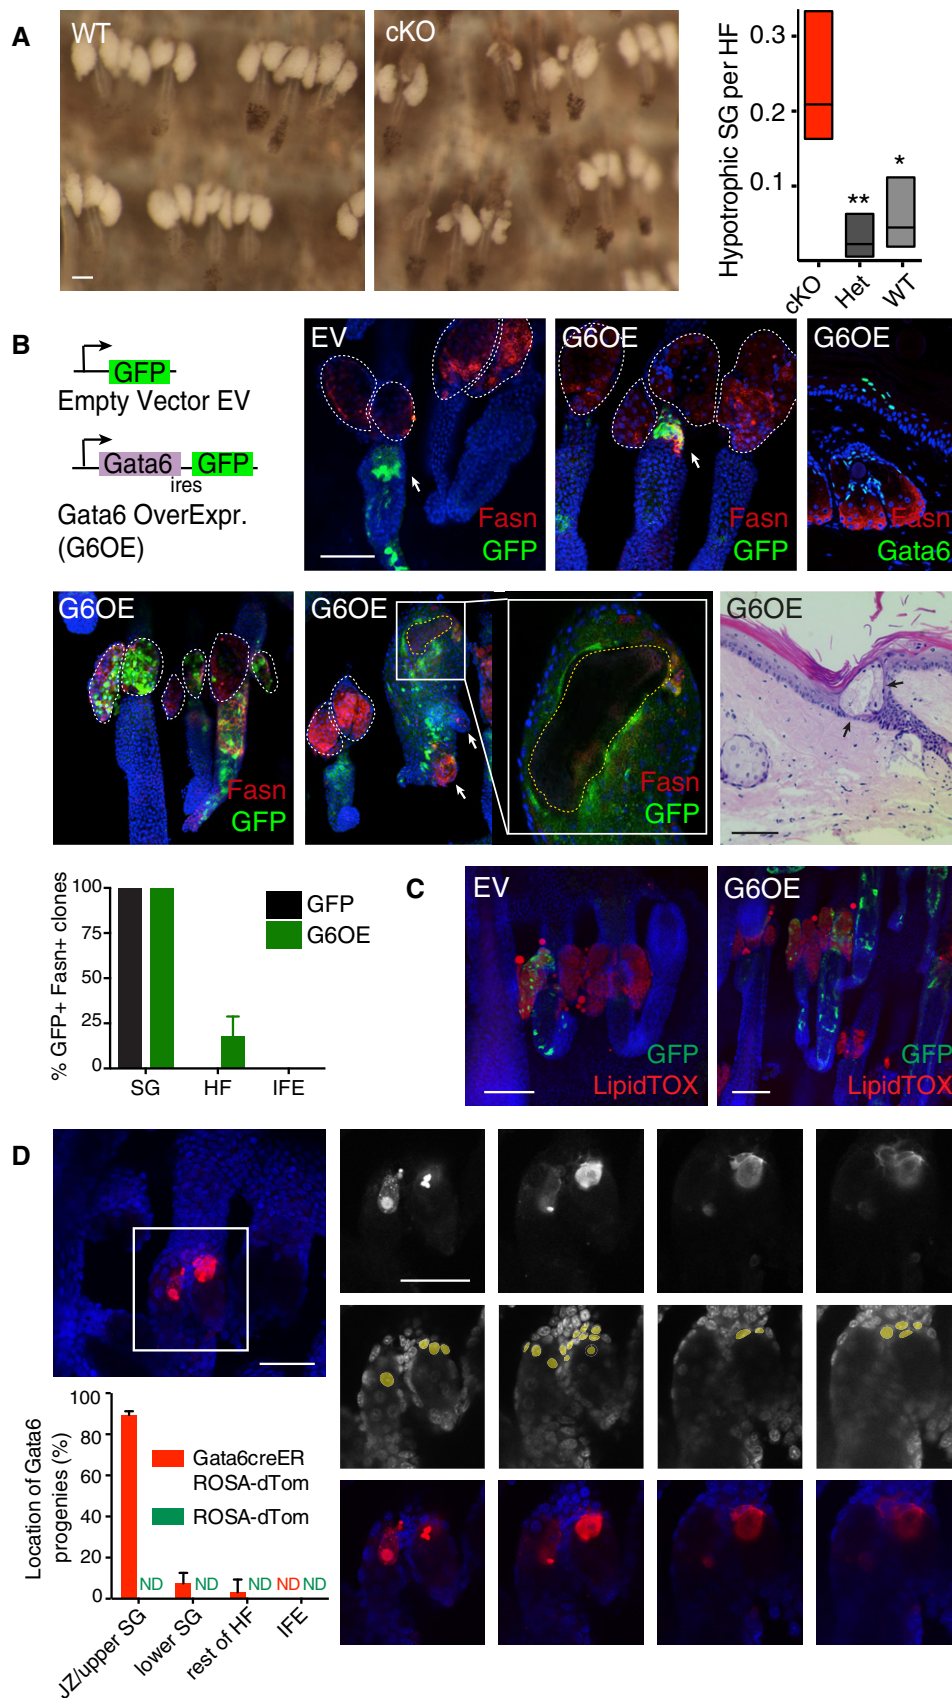 A
WT
cKO
Hypotrophic SG per HF
0.3
0.2
0.1
**
*
cKO
Het
WT
B
GFP
Empty Vector EV
Gata6
GFP
ires
Gata6 OverExpr.
(G6OE)
EV
Fasn
GFP
G6OE
Fasn
GFP
G6OE
Fasn
Gata6
G6OE
Fasn
GFP
G6OE
Fasn
GFP
G6OE
% GFP+ Fasn+ clones
100
75
50
25
0
SG
HF
IFE
GFP
G6OE
C
EV
GFP
LipidTOX
G6OE
GFP
LipidTOX
D
Location of Gata6
progenies (%)
100
80
60
40
20
0
Gata6creER
ROSA-dTom
ROSA-dTom
ND
ND
ND
ND
ND
JZ/upper SG
lower SG
rest of HF
IFE